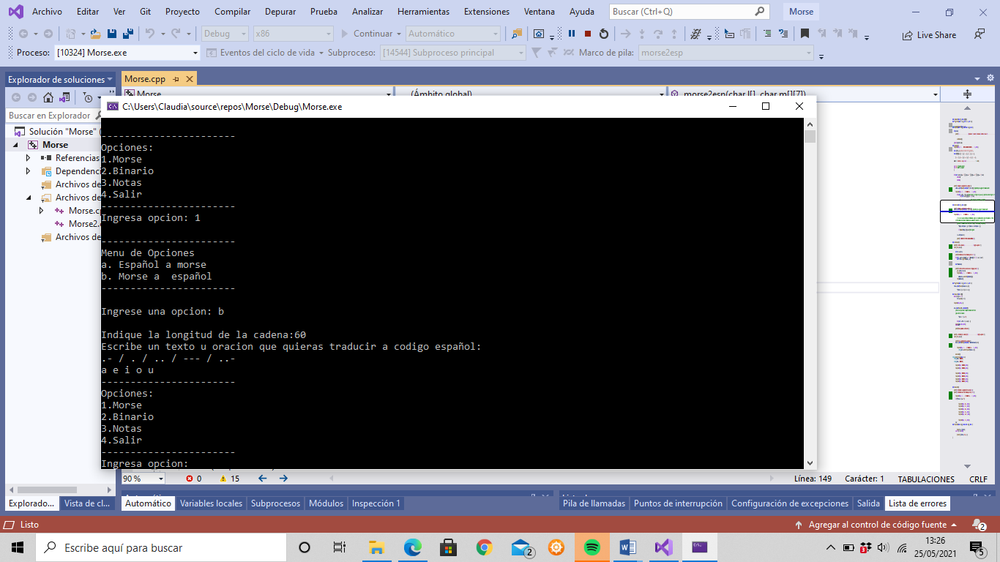 Archivo Editar Ver Git Proyecto Compilar Depurar Prueba Analizar Herramientas Extensiones Ventana Ayuda Buscar (Ctrl+Q) Morse
Debug x86 Continuar Automático Live Share
Proceso: [10324] Morse.exe Eventos del ciclo de vida Subproceso: [14544] Subproceso principal Marco de pila: morse2esp
Explorador de soluciones Morse.cpp
Morse (Ámbito global) morse2esp(char l[], char m[][7])
Buscar en Explorador
Solución "Morse" (
Morse
Referencias
Dependenci
Archivos de
Archivos de
Morse.c
Morse2.
Archivos de
C:\Users\Claudia\source\repos\Morse\Debug\Morse.exe
-----------------------
Opciones:
1.Morse
2.Binario
3.Notas
4.Salir
-----------------------
Ingresa opcion: 1
-----------------------
Menu de Opciones
a. Español a morse
b. Morse a  español
-----------------------
Ingrese una opcion: b
Indique la longitud de la cadena:60
Escribe un texto u oracion que quieras traducir a codigo español:
.- / . / .. / --- / ..-
a e i o u
-----------------------
Opciones:
1.Morse
2.Binario
3.Notas
4.Salir
-----------------------
Ingresa opcion:
90 % 0 15 Línea: 149 Carácter: 1 TABULACIONES CRLF
Explorado... Vista de cl... Automático Variables locales Subprocesos Módulos Inspección 1 Pila de llamadas Puntos de interrupción Configuración de excepciones Salida Lista de errores
Listo Agregar al control de código fuente 2
Escribe aquí para buscar 2 3 13:26
25/05/2021 5